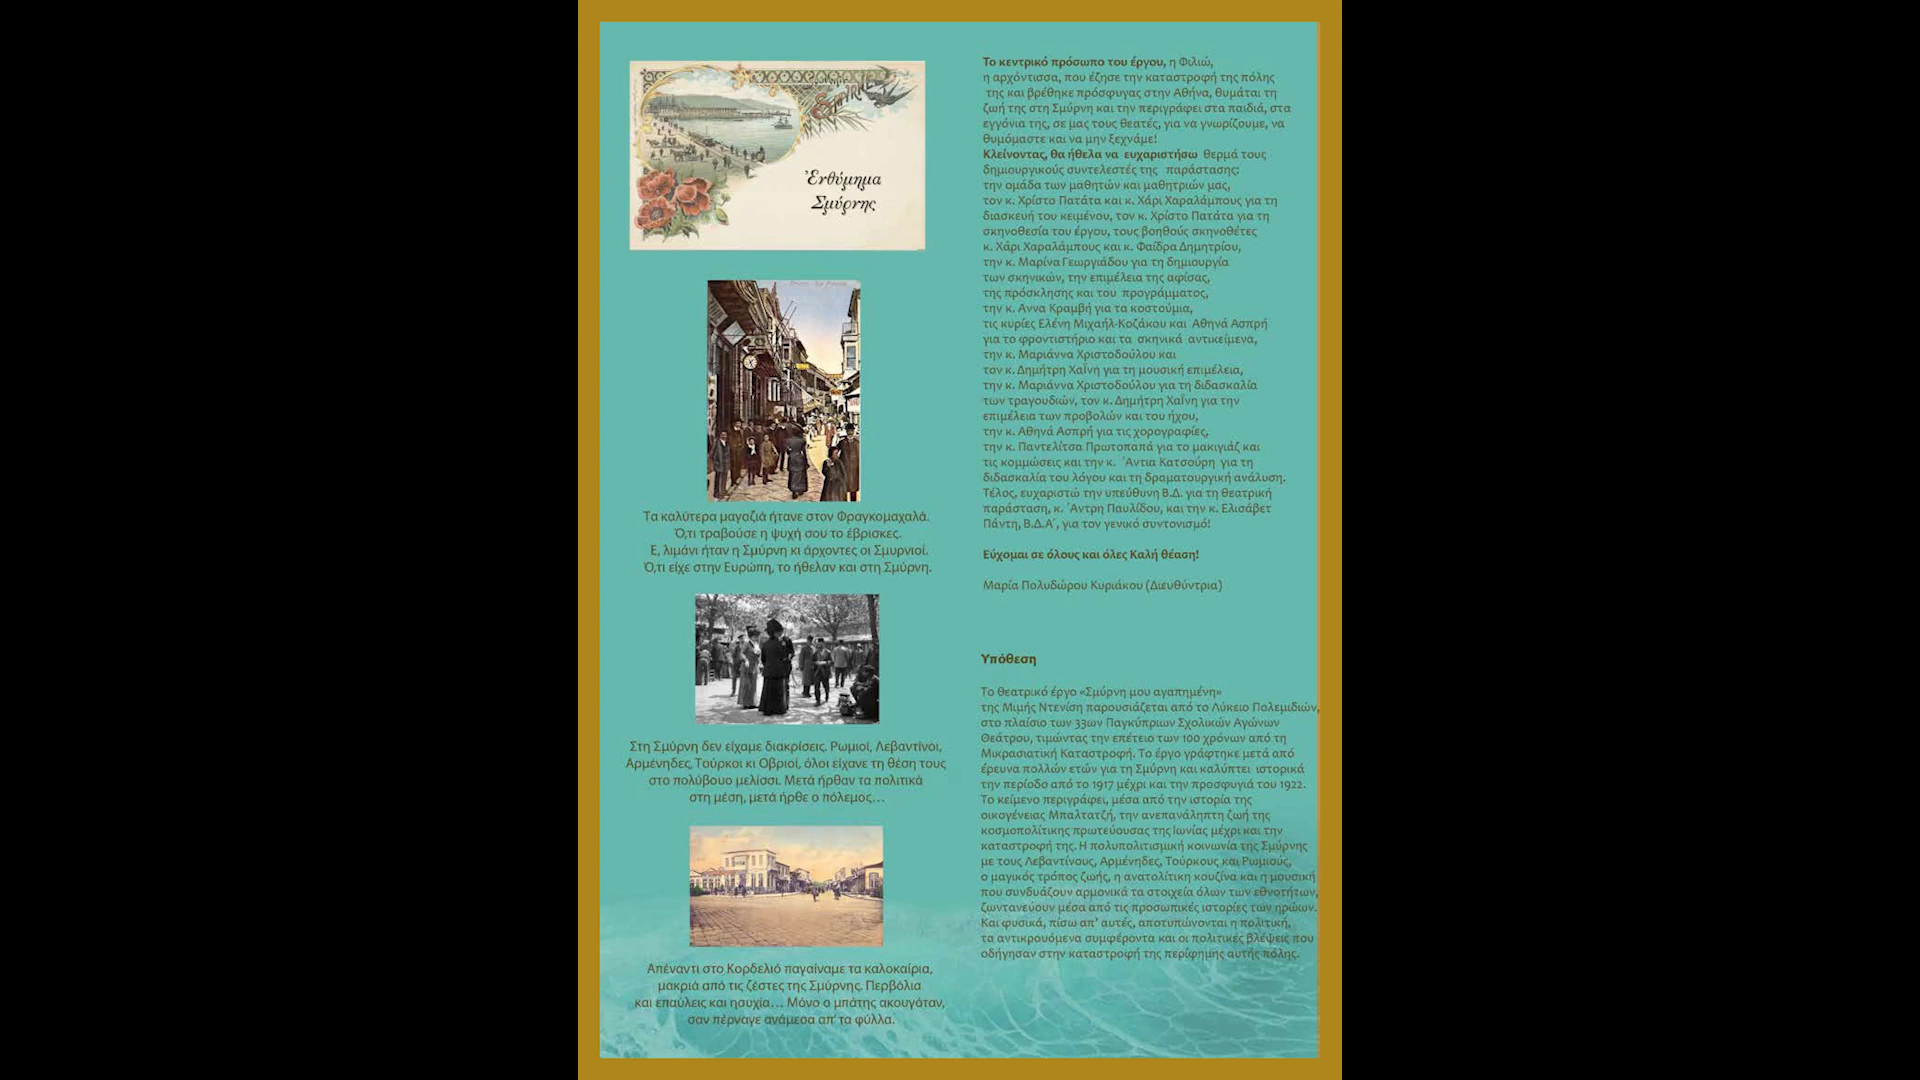 SMYRNE
Ἐνθύμημα
Σμύρνης
Τα καλύτερα μαγαζιά ήτανε στον Φραγκομαχαλά.
Ό,τι τραβούσε η ψυχή σου το έβρισκες.
Ε, λιμάνι ήταν η Σμύρνη κι άρχοντες οι Σμυρνιοί.
Ό,τι είχε στην Ευρώπη, το ήθελαν και στη Σμύρνη.
Στη Σμύρνη δεν είχαμε διακρίσεις. Ρωμιοί, Λεβαντίνοι,
Αρμένηδες, Τούρκοι κι Οβριοί, όλοι είχανε τη θέση τους
στο πολύβουο μελίσσι. Μετά ήρθαν τα πολιτικά
στη μέση, μετά ήρθε ο πόλεμος…
Απέναντι στο Κορδελιό παγαίναμε τα καλοκαίρια,
μακριά από τις ζέστες της Σμύρνης. Περβόλια
και επαύλεις και ησυχία… Μόνο ο μπάτης ακουγόταν,
σαν πέρναγε ανάμεσα απ’ τα φύλλα.
Το κεντρικό πρόσωπο του έργου, η Φιλιώ,
η αρχόντισσα, που έζησε την καταστροφή της πόλης
της και βρέθηκε πρόσφυγας στην Αθήνα, θυμάται τη
ζωή της στη Σμύρνη και την περιγράφει στα παιδιά, στα
εγγόνια της, σε μας τους θεατές, για να γνωρίζουμε, να
θυμόμαστε και να μην ξεχνάμε!
Κλείνοντας, θα ήθελα να ευχαριστήσω θερμά τους
δημιουργικούς συντελεστές της παράστασης:
την ομάδα των μαθητών και μαθητριών μας,
τον κ. Χρίστο Πατάτα και κ. Χάρι Χαραλάμπους για τη
διασκευή του κειμένου, τον κ. Χρίστο Πατάτα για τη
σκηνοθεσία του έργου, τους βοηθούς σκηνοθέτες
κ. Χάρι Χαραλάμπους και κ. Φαίδρα Δημητρίου,
την κ. Μαρίνα Γεωργιάδου για τη δημιουργία
των σκηνικών, την επιμέλεια της αφίσας,
της πρόσκλησης και του προγράμματος,
την κ. Αννα Κραμβή για τα κοστούμια,
τις κυρίες Ελένη Μιχαήλ-Κοζάκου και Αθηνά Ασπρή
για το φροντιστήριο και τα σκηνικά αντικείμενα,
την κ. Μαριάννα Χριστοδούλου και
τον κ. Δημήτρη Χαΐνη για τη μουσική επιμέλεια,
την κ. Μαριάννα Χριστοδούλου για τη διδασκαλία
των τραγουδιών, τον κ. Δημήτρη Χαΐνη για την
επιμέλεια των προβολών και του ήχου,
την κ. Αθηνά Ασπρή για τις χορογραφίες,
την κ. Παντελίτσα Πρωτοπαπά για το μακιγιάζ και
τις κομμώσεις και την κ. ΄Αντια Κατσούρη για τη
διδασκαλία του λόγου και τη δραματουργική ανάλυση.
Τέλος, ευχαριστώ την υπεύθυνη Β.Δ. για τη θεατρική
παράσταση, κ. ΄Αντρη Παυλίδου, και την κ. Ελισάβετ
Πάντη, Β.Δ.Α΄, για τον γενικό συντονισμό!
Εύχομαι σε όλους και όλες Καλή θέαση!
Μαρία Πολυδώρου Κυριάκου (Διευθύντρια)
Υπόθεση
Το θεατρικό έργο «Σμύρνη μου αγαπημένη»
της Μιμής Ντενίση παρουσιάζεται από το Λύκειο Πολεμιδιών,
στο πλαίσιο των 33ων Παγκύπριων Σχολικών Αγώνων
Θεάτρου, τιμώντας την επέτειο των 100 χρόνων από τη
Μικρασιατική Καταστροφή. Το έργο γράφτηκε μετά από
έρευνα πολλών ετών για τη Σμύρνη και καλύπτει ιστορικά
την περίοδο από το 1917 μέχρι και την προσφυγιά του 1922.
Το κείμενο περιγράφει, μέσα από την ιστορία της
οικογένειας Μπαλτατζή, την ανεπανάληπτη ζωή της
κοσμοπολίτικης πρωτεύουσας της Ιωνίας μέχρι και την
καταστροφή της. Η πολυπολιτισμική κοινωνία της Σμύρνης
με τους Λεβαντίνους, Αρμένηδες, Τούρκους και Ρωμιούς,
ο μαγικός τρόπος ζωής, η ανατολίτικη κουζίνα και η μουσική
που συνδυάζουν αρμονικά τα στοιχεία όλων των εθνοτήτων,
ζωντανεύουν μέσα από τις προσωπικές ιστορίες των ηρώων.
Και φυσικά, πίσω απ’ αυτές, αποτυπώνονται η πολιτική,
τα αντικρουόμενα συμφέροντα και οι πολιτικές βλέψεις που
οδήγησαν στην καταστροφή της περίφημης αυτής πόλης.